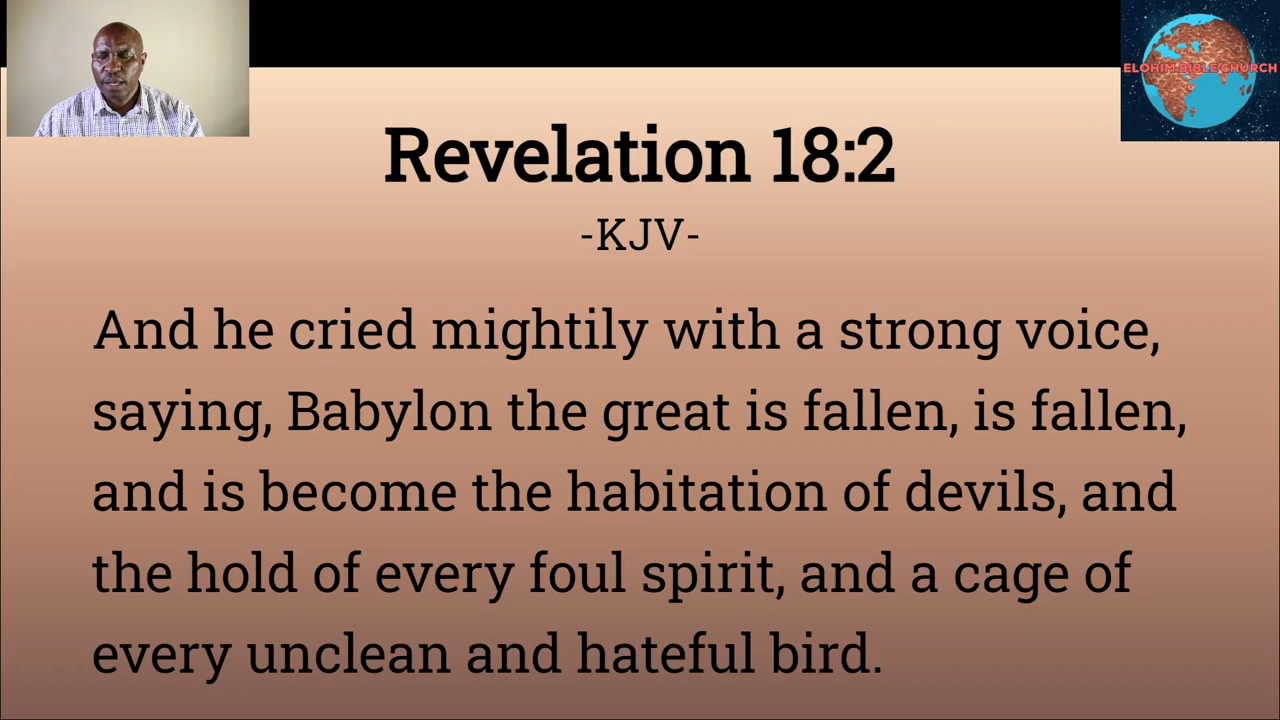 ELOHIM BIBLE CHURCH
Revelation 18:2
-KJV-
And he cried mightily with a strong voice,
saying, Babylon the great is fallen, is fallen,
and is become the habitation of devils, and
the hold of every foul spirit, and a cage of
every unclean and hateful bird.